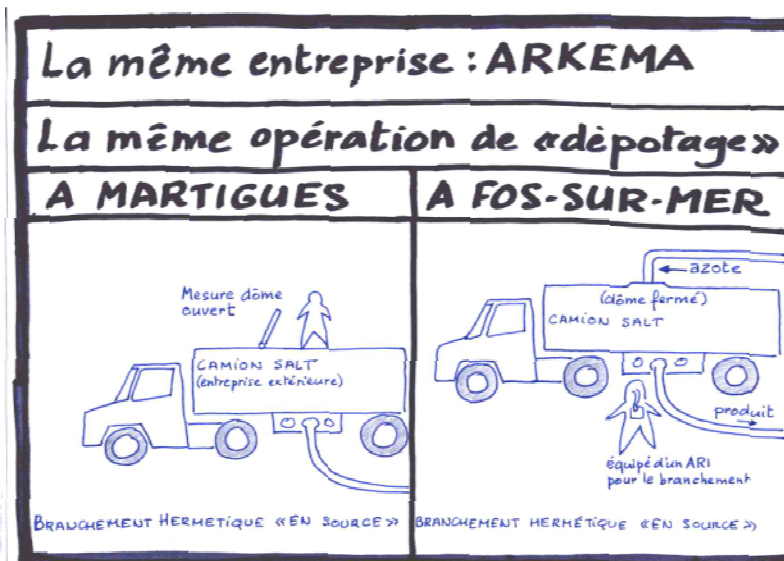 La même entreprise : ARKEMA
La même opération de «dépotage»
A MARTIGUES
Mesure dôme
ouvert
CAMION SALT
(entreprise extérieure)
BRANCHEMENT HERMETIQUE «EN SOURCE»
A FOS-SUR-MER
azote
(dôme fermé)
CAMION SALT
produit
équipé d'un ARI
pour le branchement
BRANCHEMENT HERMÉTIQUE «EN SOURCE»